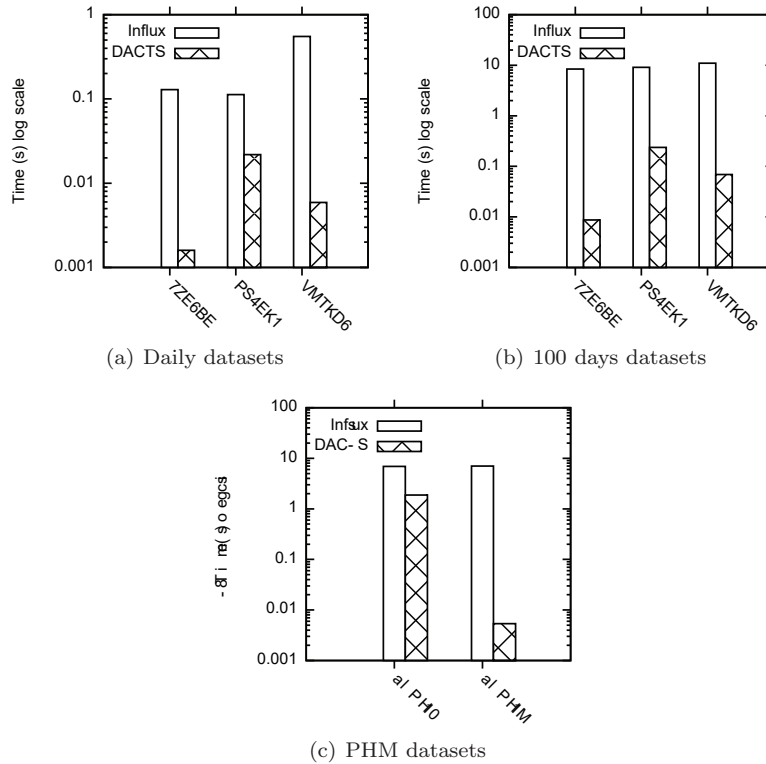 1
0.1
0.01
0.001
Time (s) log scale
Influx
DACTS
7ZE6BE
PS4EK1
VMTKD6
(a) Daily datasets
100
10
1
0.1
0.01
0.001
Time (s) log scale
Influx
DACTS
7ZE6BE
PS4EK1
VMTKD6
(b) 100 days datasets
100
10
1
0.1
0.01
0.001
DAC- S
(c) PHM datasets